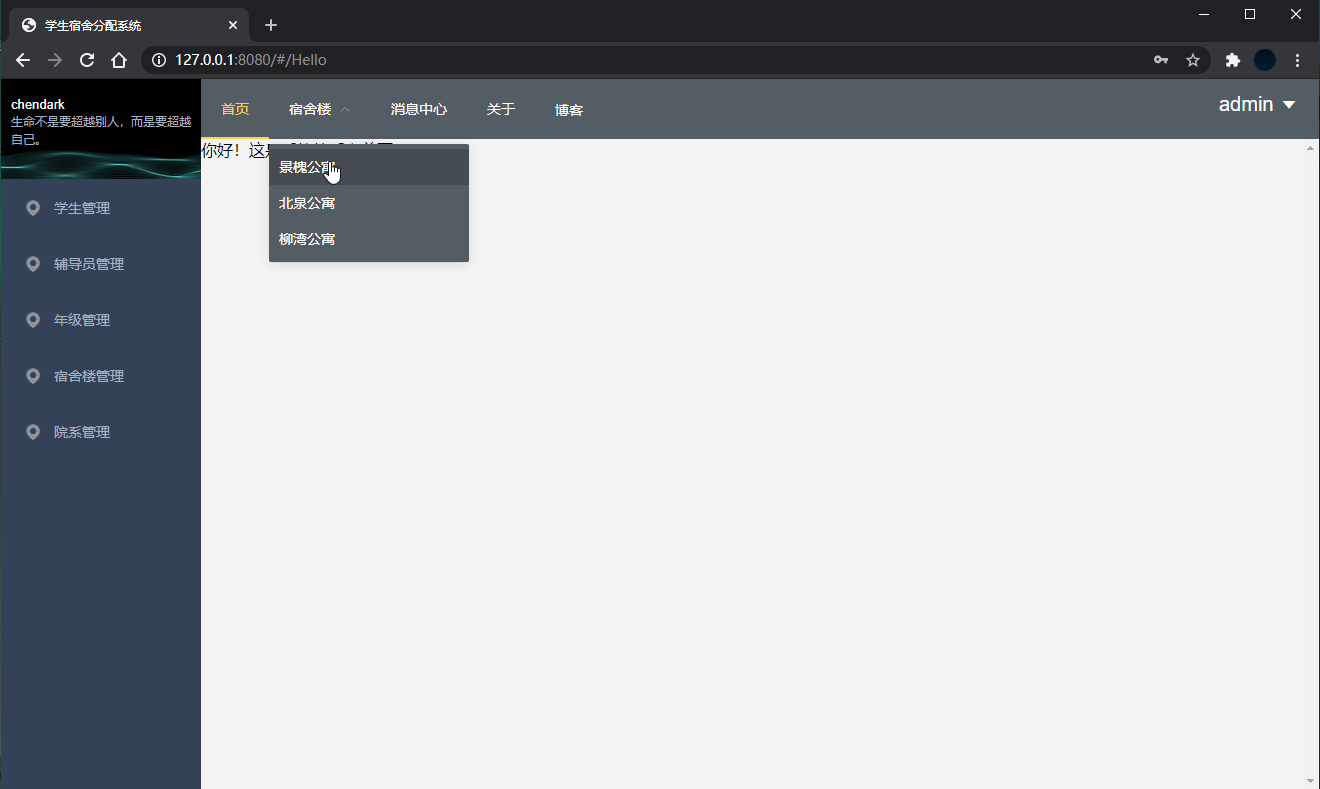 学生宿舍分配系统
127.0.0.1:8080/#/Hello
chendark
生命不是要超越别人，而是要超越
自己。
首页
宿舍楼
消息中心
关于
博客
admin
你好！这是
景槐公寓
北泉公寓
柳湾公寓
学生管理
辅导员管理
年级管理
宿舍楼管理
院系管理